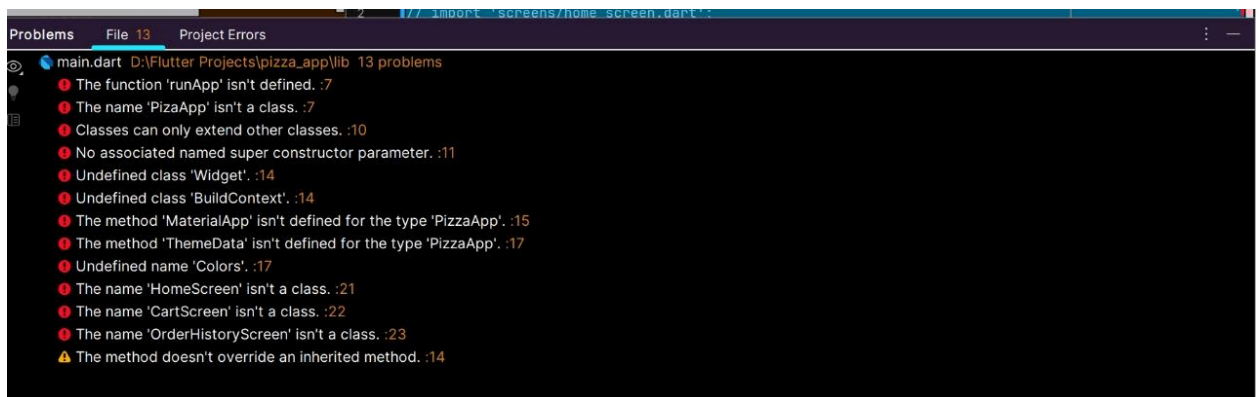 2 // import 'screens/home_screen.dart';
Problems File 13 Project Errors
main.dart D:\Flutter Projects\pizza_app\lib 13 problems
The function 'runApp' isn't defined. :7
The name 'PizaApp' isn't a class. :7
Classes can only extend other classes. :10
No associated named super constructor parameter. :11
Undefined class 'Widget'. :14
Undefined class 'BuildContext'. :14
The method 'MaterialApp' isn't defined for the type 'PizzaApp'. :15
The method 'ThemeData' isn't defined for the type 'PizzaApp'. :17
Undefined name 'Colors'. :17
The name 'HomeScreen' isn't a class. :21
The name 'CartScreen' isn't a class. :22
The name 'OrderHistoryScreen' isn't a class. :23
The method doesn't override an inherited method. :14